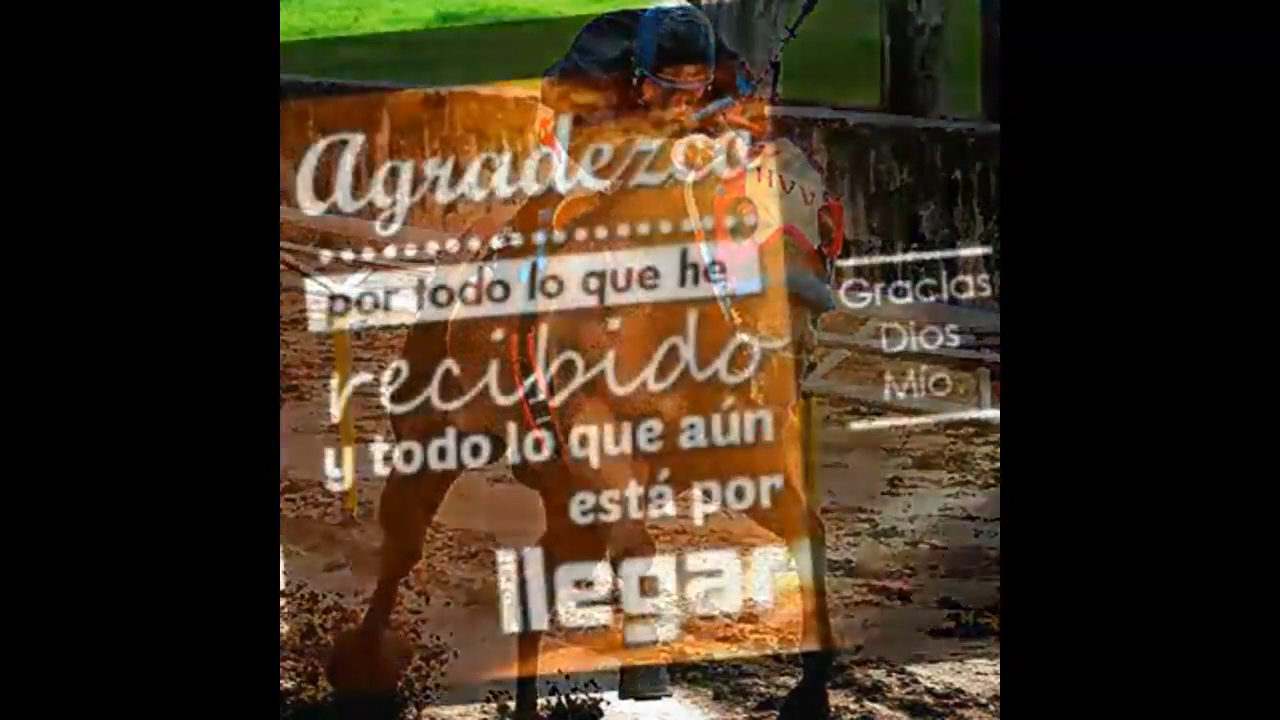 Agradezco
por todo lo que he
recibido
y todo lo que aún
está por
llegar
Gracias
Dios
Mío